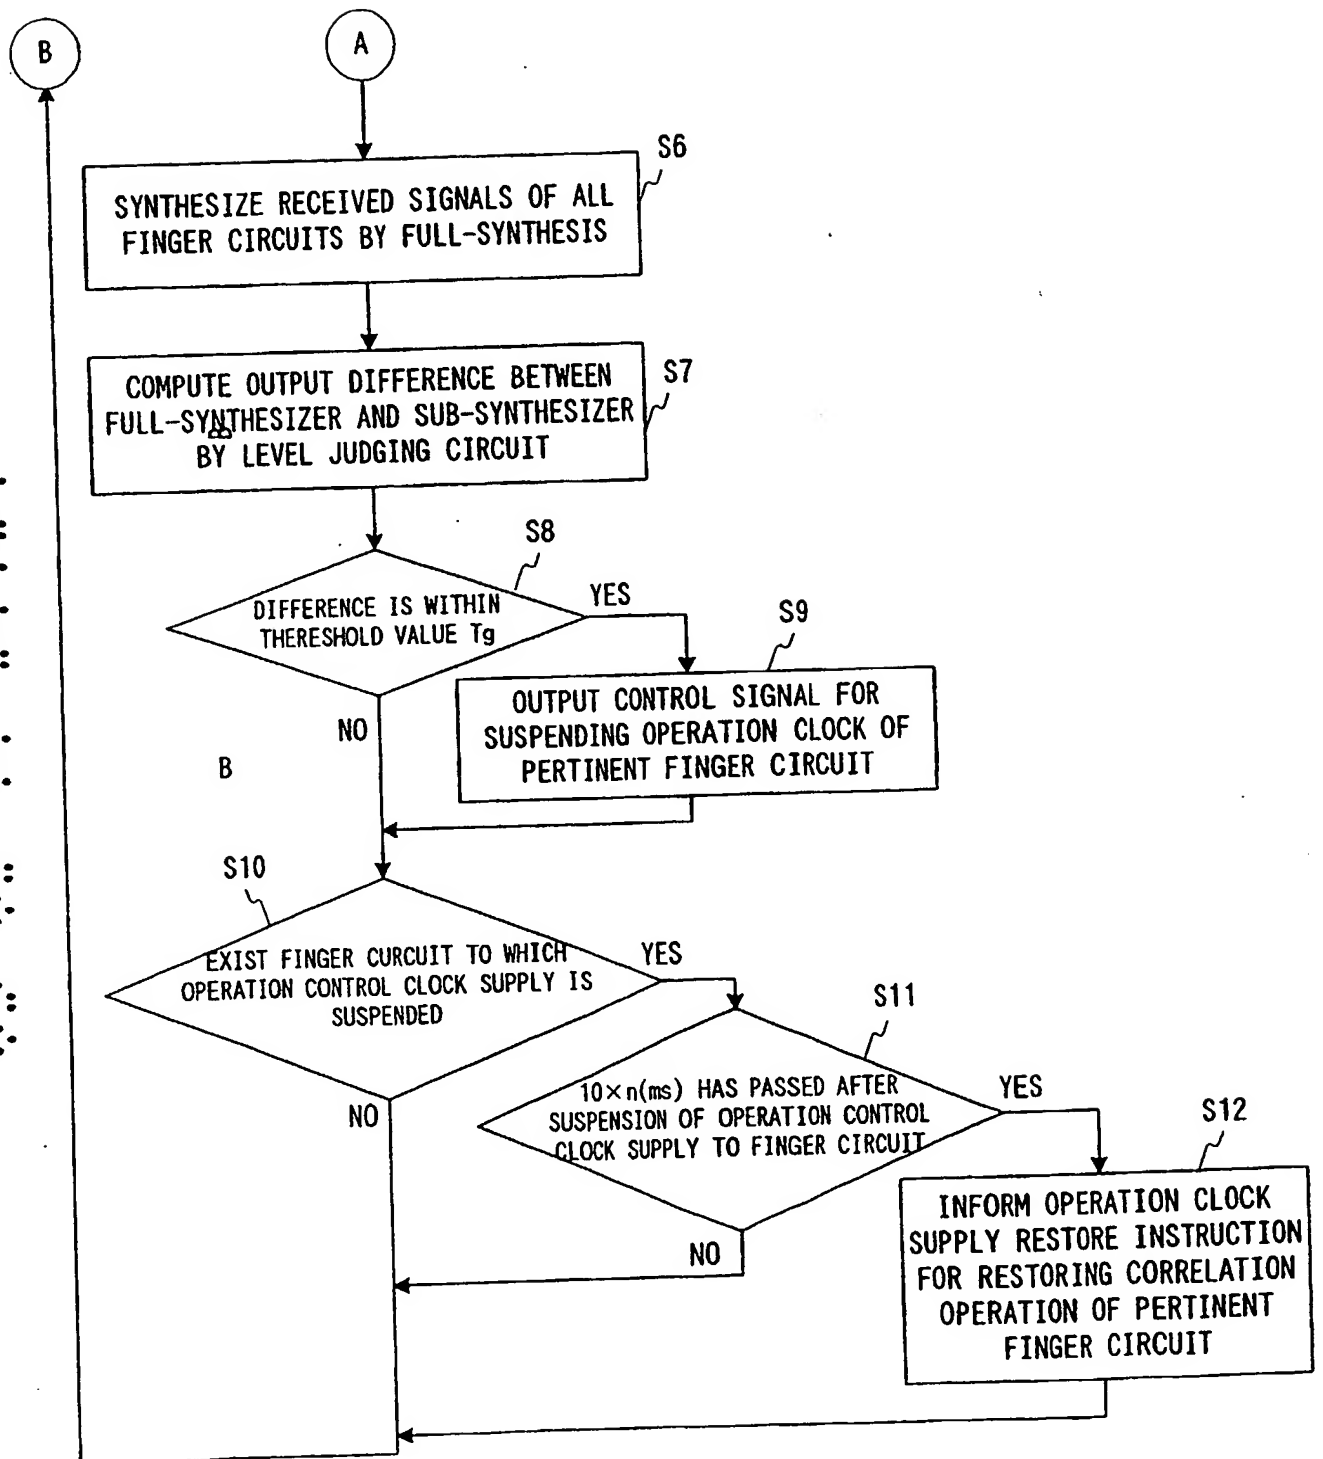 B
A
S6
SYNTHESIZE RECEIVED SIGNALS OF ALL
FINGER CIRCUITS BY FULL-SYNTHESIS
S7
COMPUTE OUTPUT DIFFERENCE BETWEEN
FULL-SYNTHESIZER AND SUB-SYNTHESIZER
BY LEVEL JUDGING CIRCUIT
S8
DIFFERENCE IS WITHIN
THERESHOLD VALUE Tg
YES
NO
S9
OUTPUT CONTROL SIGNAL FOR
SUSPENDING OPERATION CLOCK OF
PERTINENT FINGER CIRCUIT
B
S10
EXIST FINGER CURCUIT TO WHICH
OPERATION CONTROL CLOCK SUPPLY IS
SUSPENDED
YES
NO
S11
10×n(ms) HAS PASSED AFTER
SUSPENSION OF OPERATION CONTROL
CLOCK SUPPLY TO FINGER CIRCUIT
YES
NO
S12
INFORM OPERATION CLOCK
SUPPLY RESTORE INSTRUCTION
FOR RESTORING CORRELATION
OPERATION OF PERTINENT
FINGER CIRCUIT